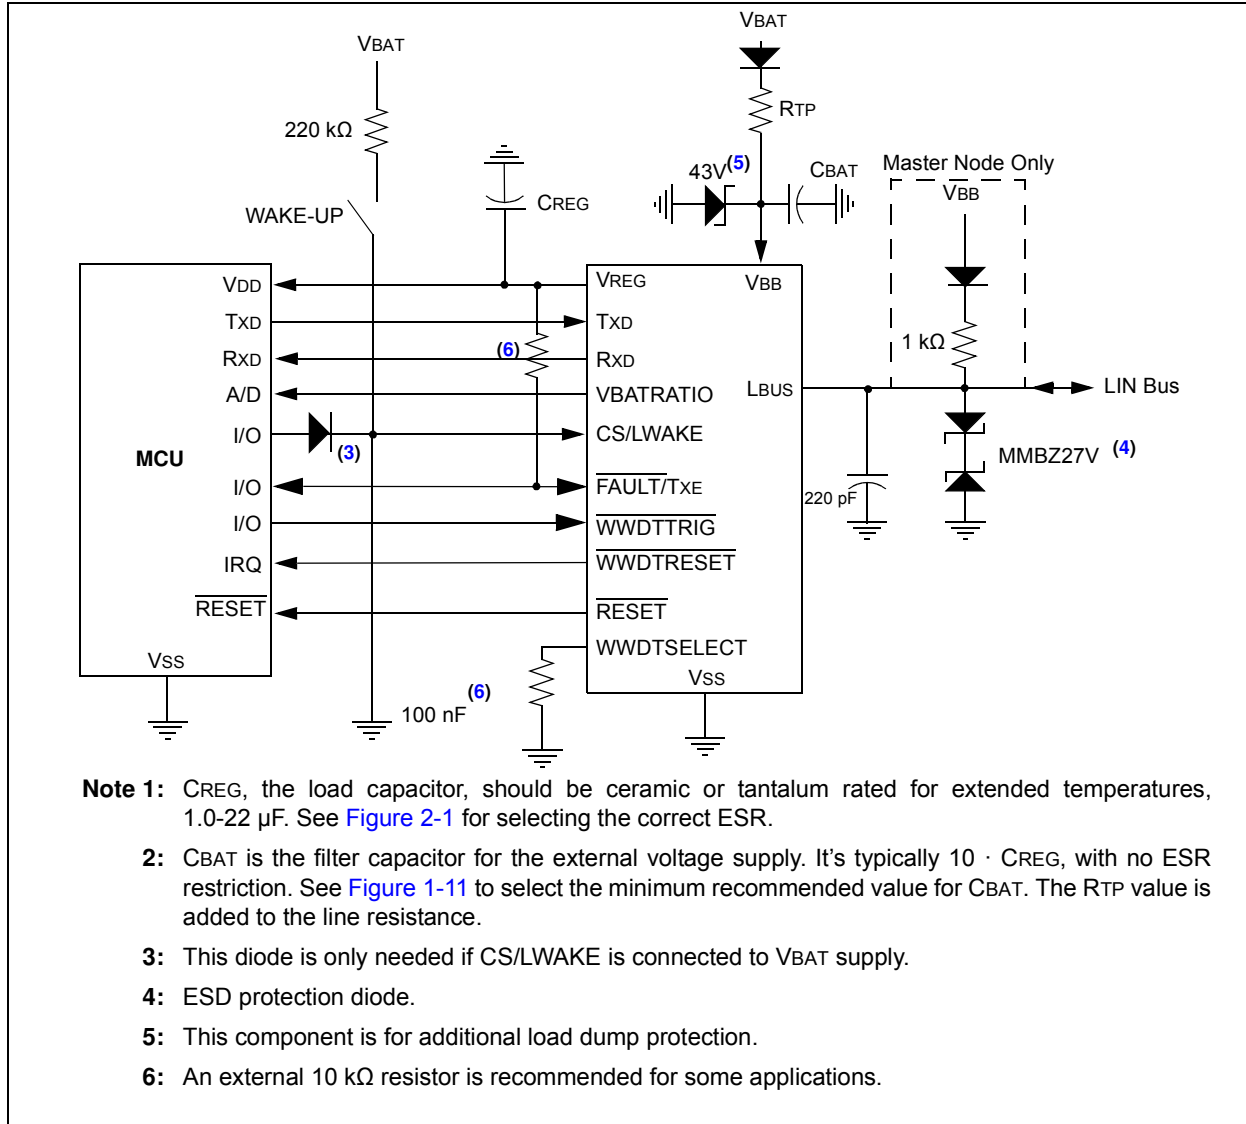 VBAT
VBAT
RTP
220 kΩ
43V(5)
CBAT
Master Node Only
VBB
CREG
WAKE-UP
VDD
VREG
VBB
TXD
TXD
1 kΩ
RXD
(6)
RXD
A/D
VBATRATIO
LBUS
LIN Bus
I/O
(3)
CS/LWAKE
MCU
MMBZ27V (4)
I/O
FAULT/TXE
220 pF
I/O
WWDTTRIG
IRQ
WWDTRESET
RESET
RESET
WWDTSELECT
VSS
VSS
100 nF(6)
Note 1: CREG, the load capacitor, should be ceramic or tantalum rated for extended temperatures,
1.0-22 µF. See Figure 2-1 for selecting the correct ESR.
2: CBAT is the filter capacitor for the external voltage supply. It's typically 10 · CREG, with no ESR
restriction. See Figure 1-11 to select the minimum recommended value for CBAT. The RTP value is
added to the line resistance.
3: This diode is only needed if CS/LWAKE is connected to VBAT supply.
4: ESD protection diode.
5: This component is for additional load dump protection.
6: An external 10 kΩ resistor is recommended for some applications.